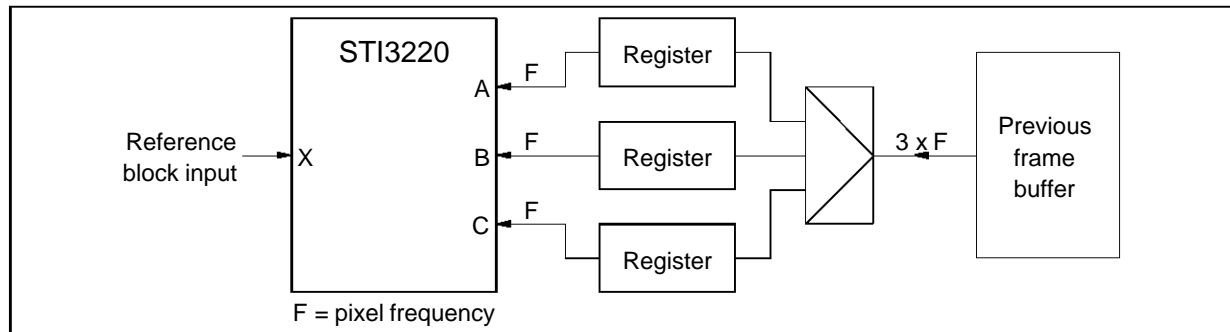 STI3220
Reference
block input
X
A
B
C
F
F
F
Register
Register
Register
3 x F
Previous
frame
buffer
F = pixel frequency